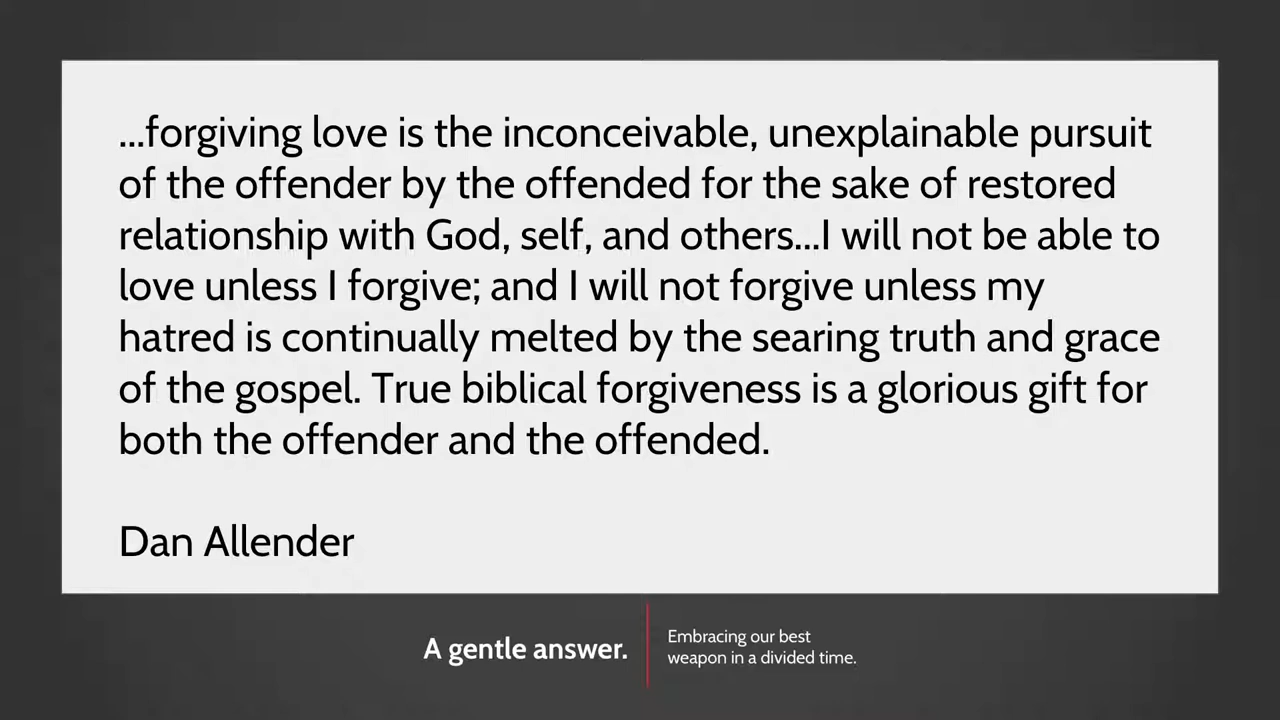 ...forgiving love is the inconceivable, unexplainable pursuit
of the offender by the offended for the sake of restored
relationship with God, self, and others...I will not be able to
love unless I forgive; and I will not forgive unless my
hatred is continually melted by the searing truth and grace
of the gospel. True biblical forgiveness is a glorious gift for
both the offender and the offended.
Dan Allender
A gentle answer.
Embracing our best
weapon in a divided time.